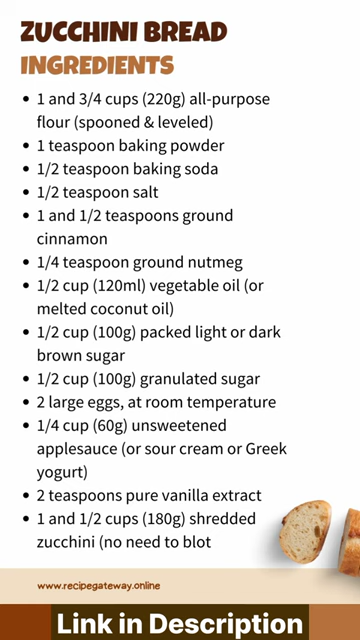 ZUCCHINI BREAD
INGREDIENTS
• 1 and 3/4 cups (220g) all-purpose
flour (spooned & leveled)
• 1 teaspoon baking powder
• 1/2 teaspoon baking soda
• 1/2 teaspoon salt
• 1 and 1/2 teaspoons ground
cinnamon
• 1/4 teaspoon ground nutmeg
• 1/2 cup (120ml) vegetable oil (or
melted coconut oil)
• 1/2 cup (100g) packed light or dark
brown sugar
• 1/2 cup (100g) granulated sugar
• 2 large eggs, at room temperature
• 1/4 cup (60g) unsweetened
applesauce (or sour cream or Greek
yogurt)
• 2 teaspoons pure vanilla extract
• 1 and 1/2 cups (180g) shredded
zucchini (no need to blot
www.recipegateway.online
Link in Description